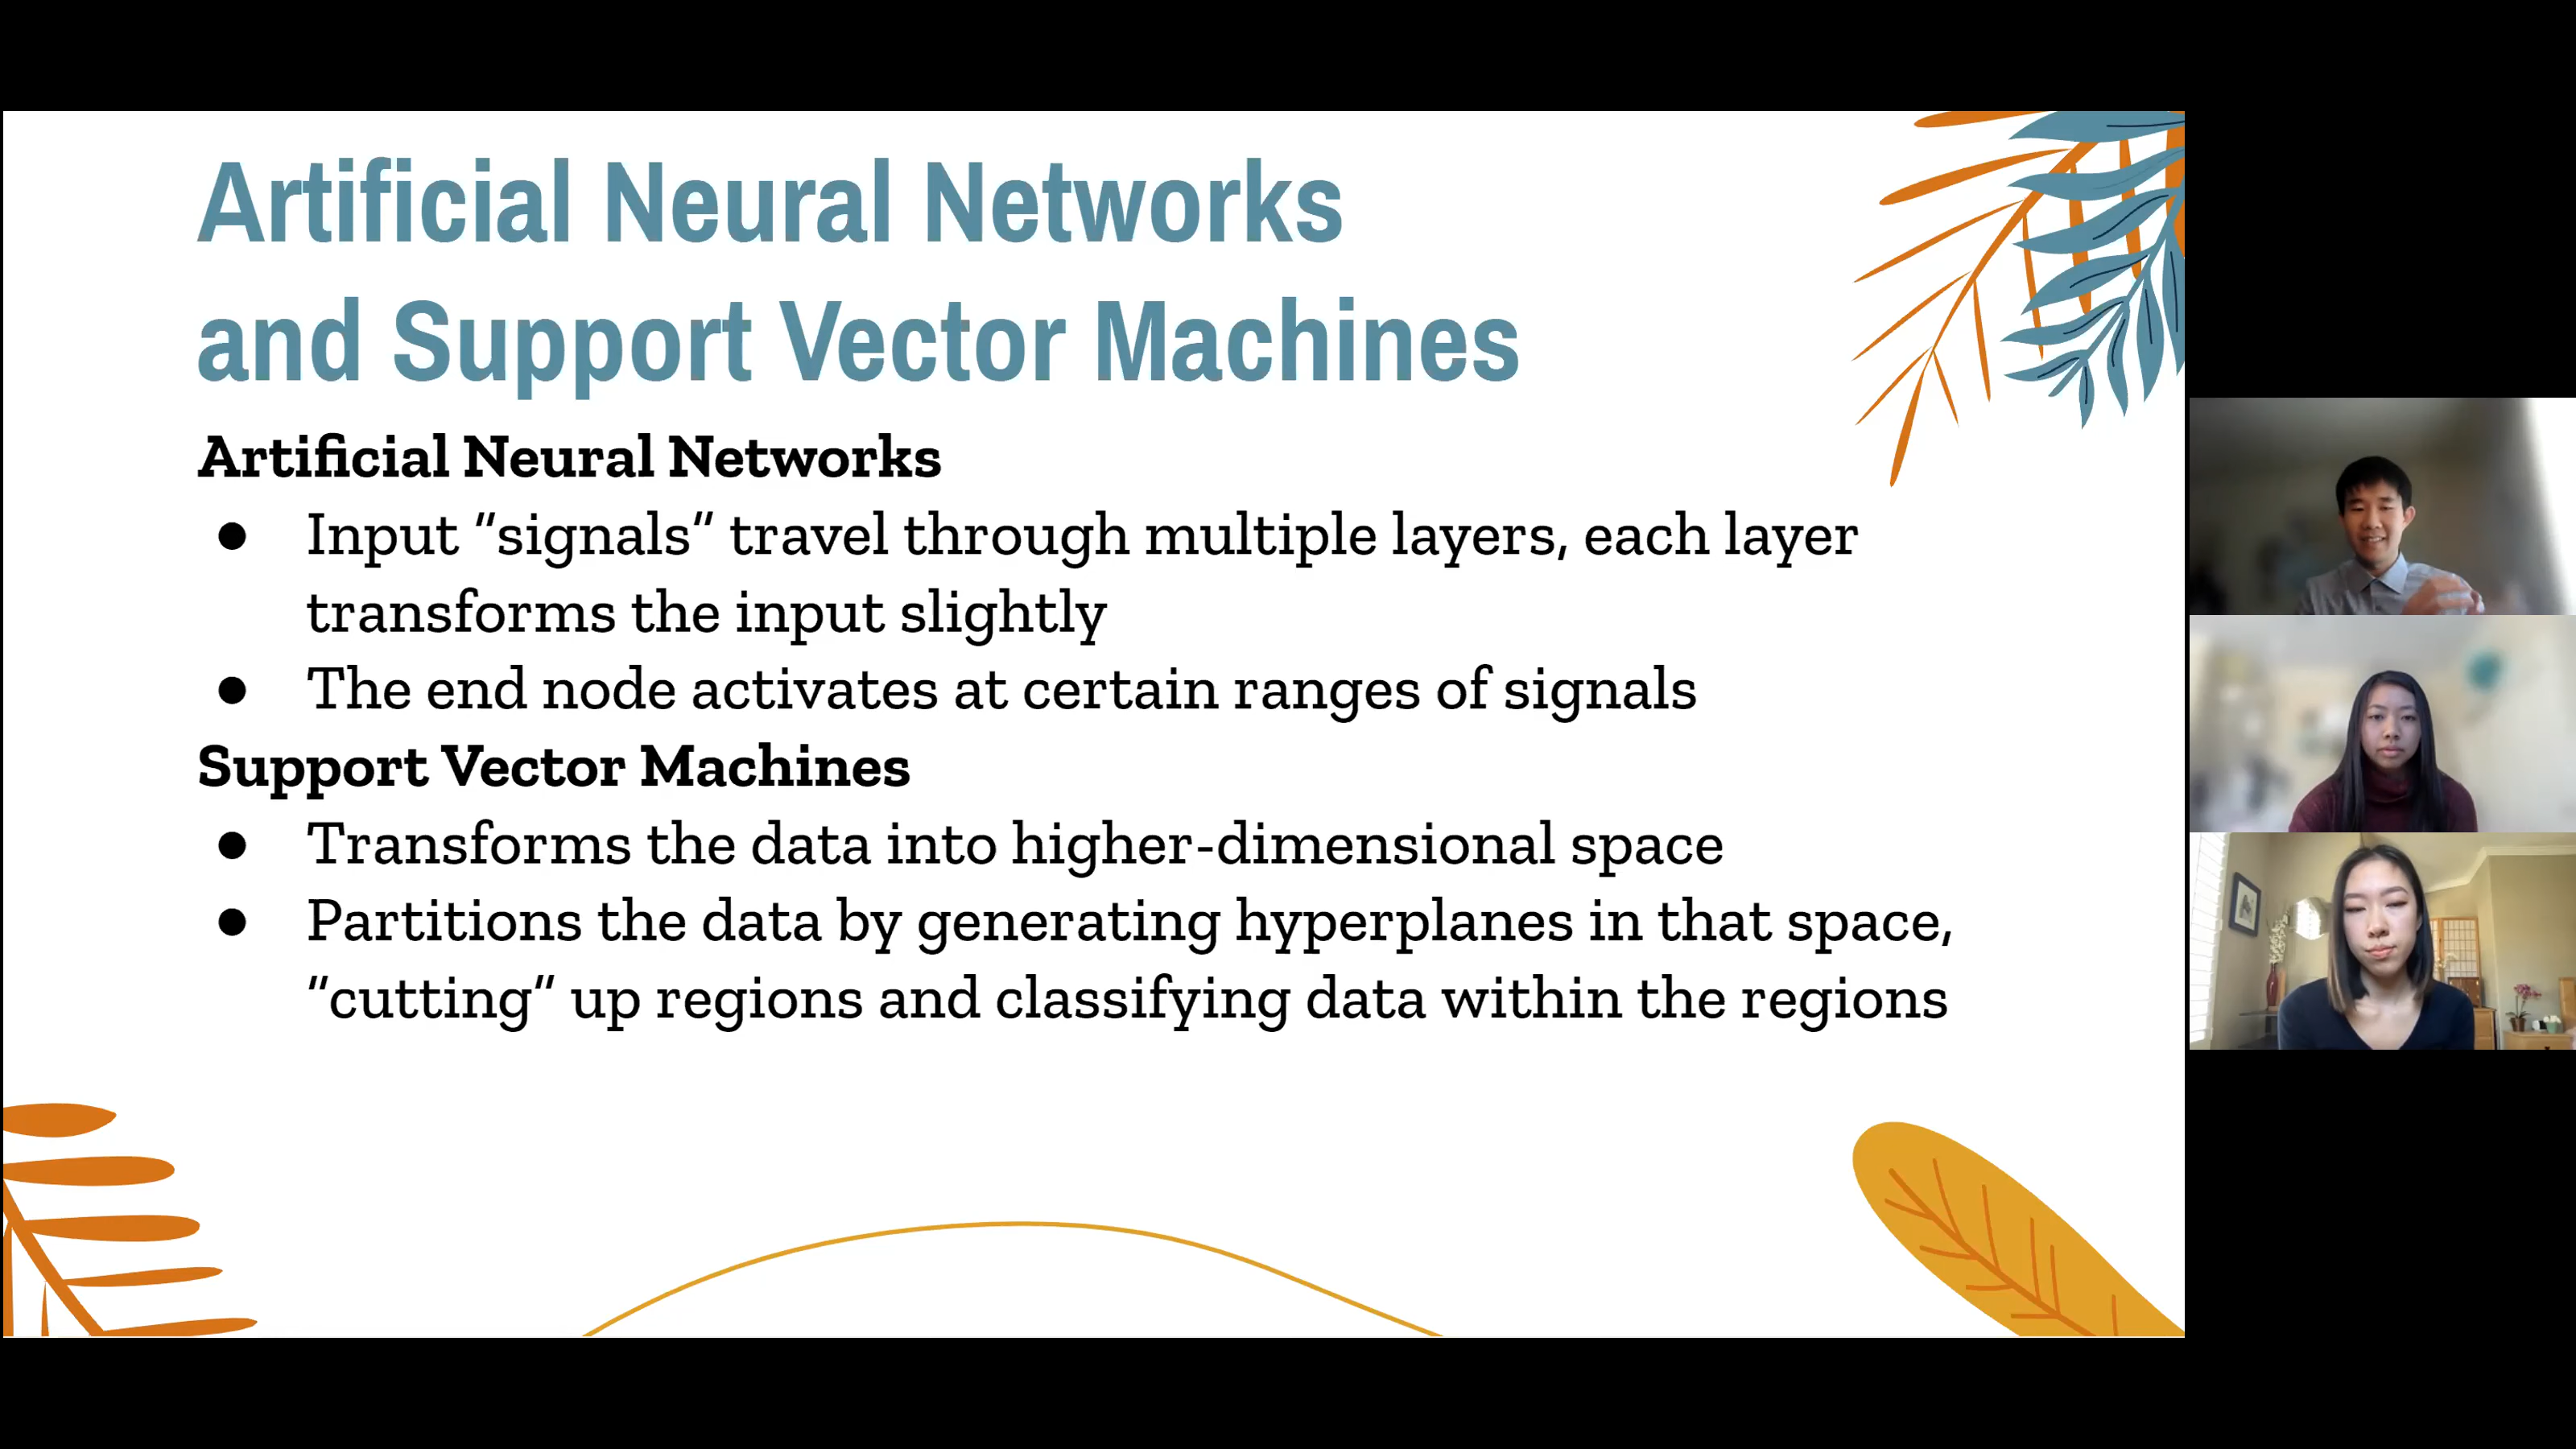 Artificial Neural Networks
and Support Vector Machines
Artificial Neural Networks
● Input “signals” travel through multiple layers, each layer
transforms the input slightly
● The end node activates at certain ranges of signals
Support Vector Machines
● Transforms the data into higher-dimensional space
● Partitions the data by generating hyperplanes in that space,
“cutting” up regions and classifying data within the regions